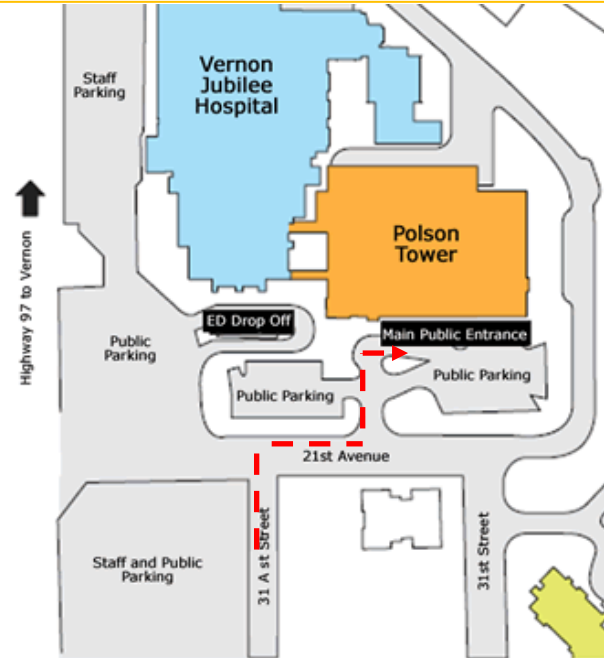 Vernon
Jubilee
Hospital
Staff
Parking
Highway 97 to Vernon
Polson
Tower
ED Drop Off
Main Public Entrance
Public
Parking
Public Parking
Public Parking
21st Avenue
31 A st Street
31st Street
Staff and Public
Parking